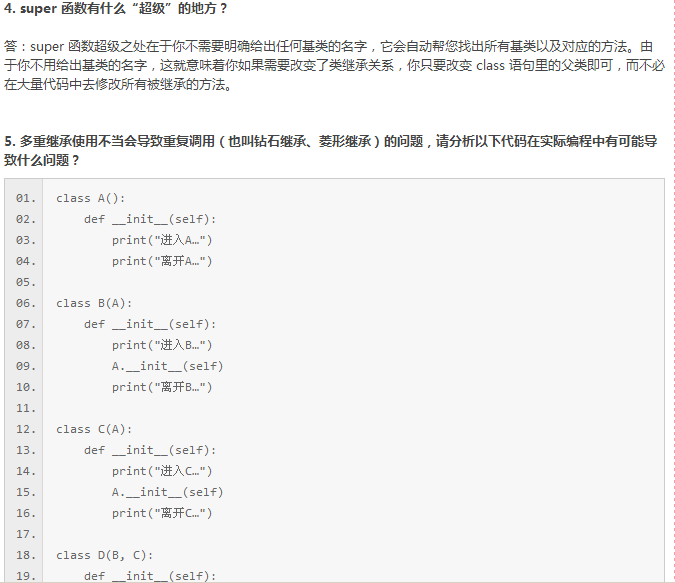 4. super 函数有什么“超级”的地方？
答：super 函数超级之处在于你不需要明确给出任何基类的名字，它会自动帮您找出所有基类以及对应的方法。由
于你不用给出基类的名字，这就意味着你如果需要改变了类继承关系，你只要改变 class 语句里的父类即可，而不必
在大量代码中去修改所有被继承的方法。
5. 多重继承使用不当会导致重复调用（也叫钻石继承、菱形继承）的问题，请分析以下代码在实际编程中有可能导
致什么问题？
01. class A():
02.     def __init__(self):
03.         print("进入A…")
04.         print("离开A…")
05.
06. class B(A):
07.     def __init__(self):
08.         print("进入B…")
09.         A.__init__(self)
10.         print("离开B…")
11.
12. class C(A):
13.     def __init__(self):
14.         print("进入C…")
15.         A.__init__(self)
16.         print("离开C…")
17.
18. class D(B, C):
19.     def __init__(self):